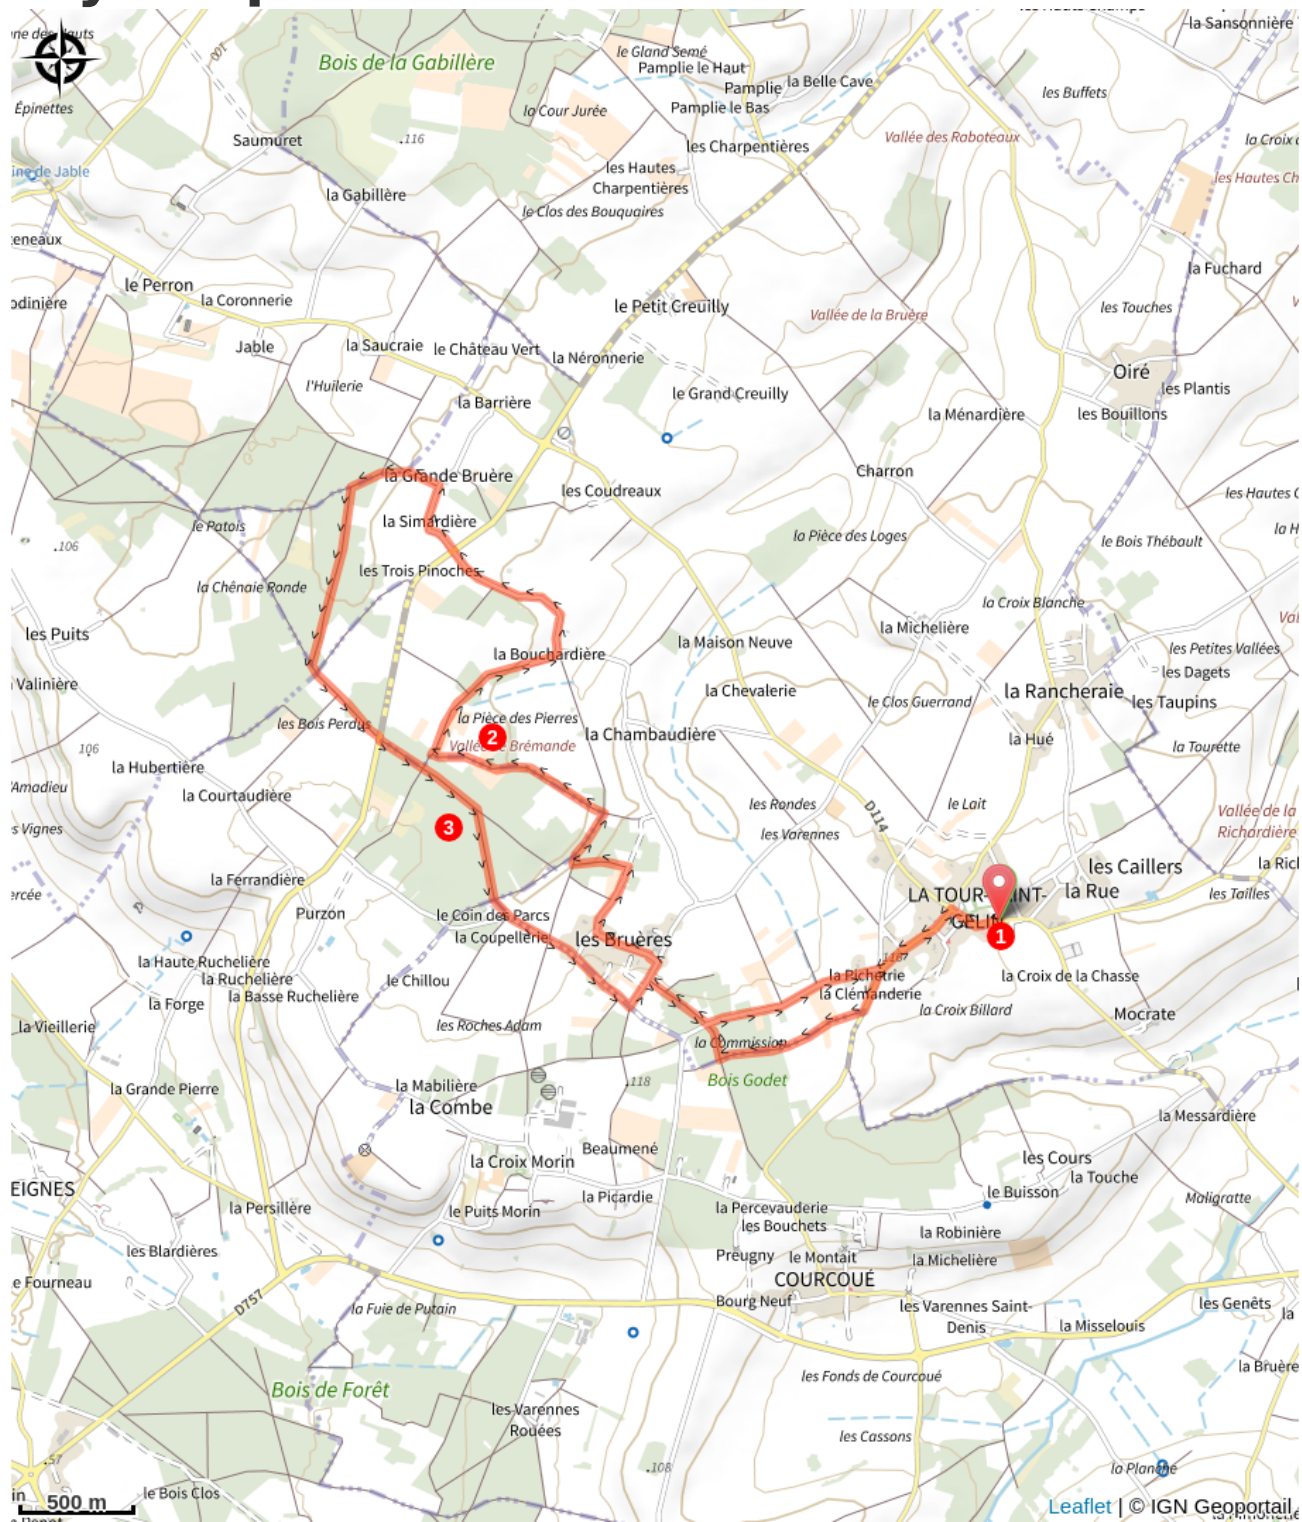 la Sansonnière
le Gland Semé
Bois de la Gabillère
Pamplie le Haut
Pamplie
la Belle Cave
les Buffets
100
Épinettes
la Cour Jurée
Pamplie le Bas
Saumuret
.116
Vallée des Raboteaux
les Charpentières
les Hautes
Charpentières
la Gabillère
le Clos des Bouquaires
le Perron
la Coronnerie
la Fuchard
le Petit Creuilly
les Touches
Vallée de la Bruère
Jable
la Saucraie
le Château Vert
la Néronnerie
Oiré
l'Huilerie
le Grand Creuilly
les Plantis
la Barrière
la Ménardière
les Bouillons
la Grande Bruère
Charron
les Coudreaux
la Simardière
le Patois
la Pièce des Loges
le Bois Thébault
.106
les Trois Pinoches
la Chênaie Ronde
la Croix Blanche
les Puits
la Michelière
la Maison Neuve
les Petites Vallées
la Bouchardière
les Dagets
Valinière
la Chevalerie
la Rancheraie
les Taupins
le Clos Guerrand
les Bois Perdus
la Pièce des Pierres
2
la Chambaudière
la Hué
la Tourette
106
la Hubertière
la Courtaudière
les Rondes
le Lait
D114
les Varennes
3
Vallée de la
Richardière
les Caillers
la Rue
la Ferrandière
les Tailles
LA TOUR-SAINT-
GELIN
1
Purzon
le Coin des Parcs
la Coupellerie
les Bruères
la Haute Ruchelière
la Ruchelière
la Basse Ruchelière
le Chillou
la Pichetrie
la Croix de la Chasse
la Clémanderie
la Forge
la Croix Billard
Mocrate
la Vieillerie
les Roches Adam
la Commission
Bois Godet
.118
la Grande Pierre
la Mabilière
la Combe
la Messardière
Beaumené
la Croix Morin
les Cours
la Touche
EIGNES
la Picardie
le Buisson
Maligratte
la Persillère
le Puits Morin
la Percevauderie
les Bouchets
la Robinière
les Blardières
Preugny
le Montait
la Michelière
e Fourneau
COURCOUÉ
D757
la Fuie de Putain
Bourg Neuf
les Varennes Saint-
Denis
les Genêts
la Misselouis
les Fonds de Courcoué
la Bruère
Bois de Forêt
les Varennes
Rouées
les Cassons
.57
.108
la Planche
le Bois Clos
500 m
Leaflet | © IGN Geoportail